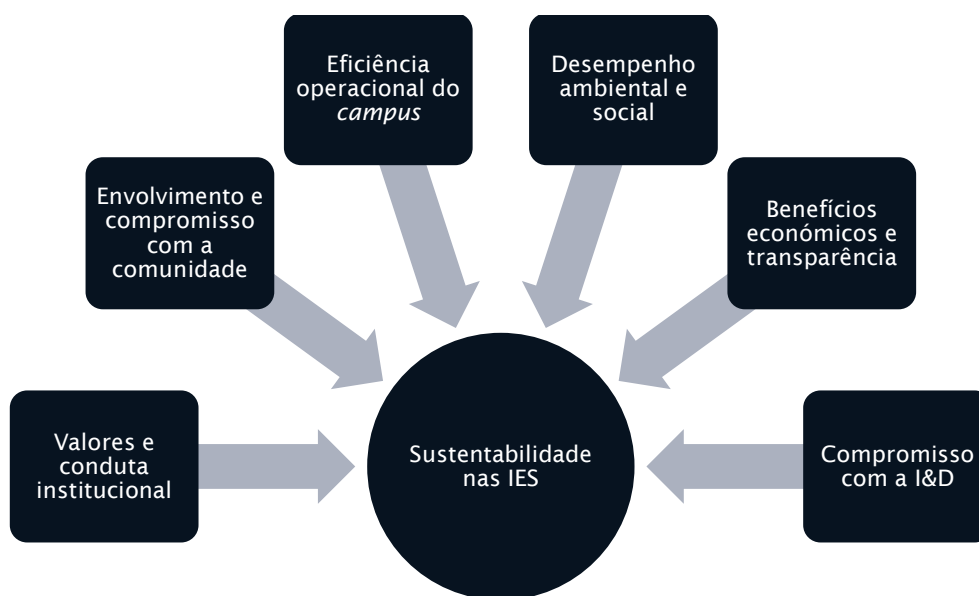 Eficiência
operacional do
campus
Desempenho
ambiental e
social
Envolvimento e
compromisso
com a
comunidade
Benefícios
económicos e
transparência
Valores e
conduta
institucional
Sustentabilidade
nas IES
Compromisso
com a I&D